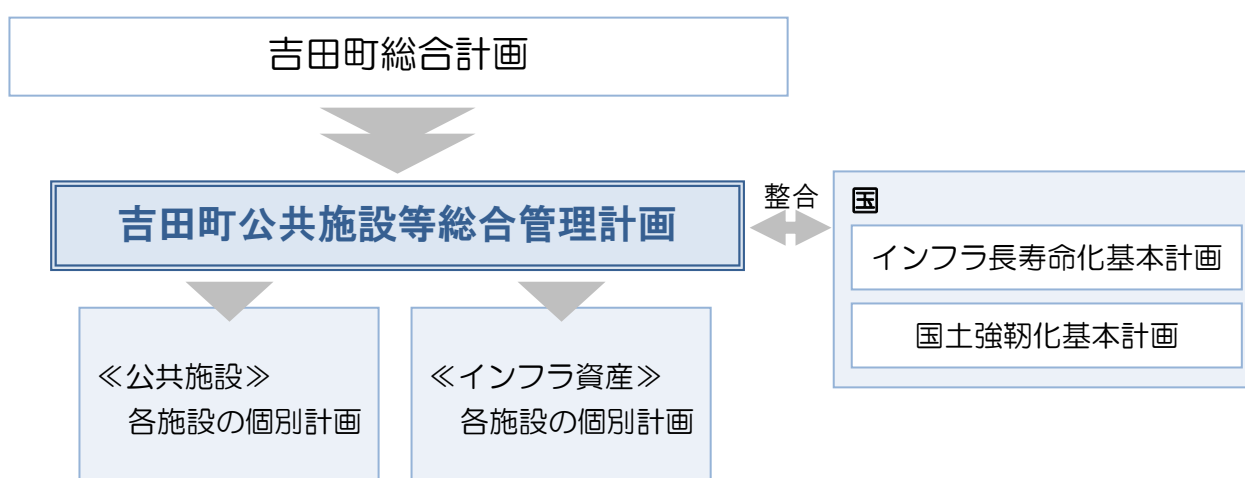 吉田町総合計画
吉田町公共施設等総合管理計画
整合
国
インフラ長寿命化基本計画
国土強靭化基本計画
≪公共施設≫
各施設の個別計画
≪インフラ資産≫
各施設の個別計画